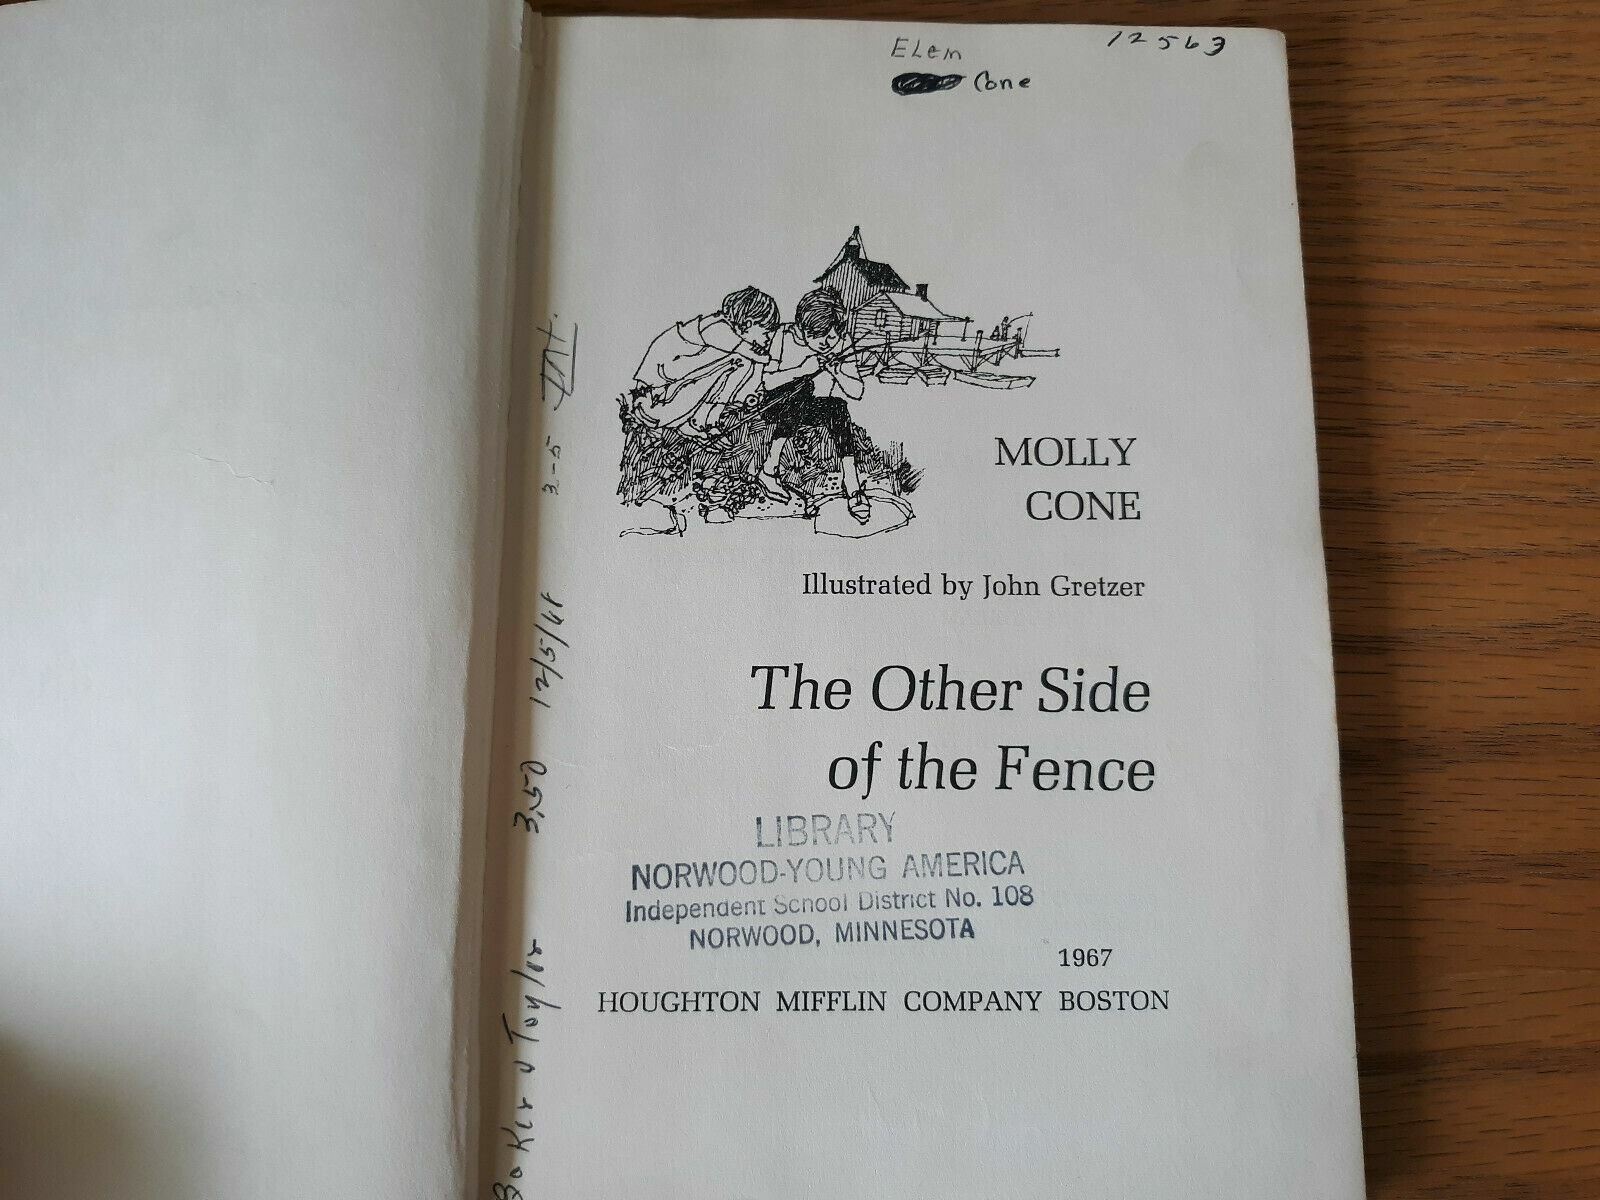 ELem
12563
Cone
MOLLY
CONE
Illustrated by John Gretzer
The Other Side
of the Fence
LIBRARY
NORWOOD-YOUNG AMERICA
Independent School District No. 108
NORWOOD, MINNESOTA
1967
HOUGHTON MIFFLIN COMPANY BOSTON
Baker & Taylor 3.50 12/5/68 3-5